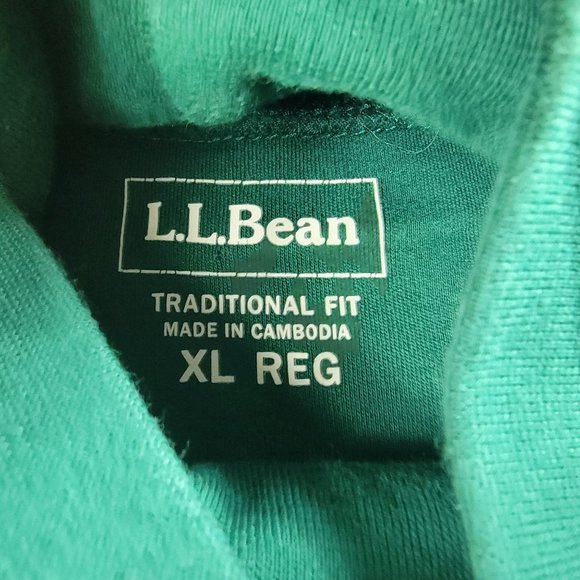 L.L.Bean
TRADITIONAL FIT
MADE IN CAMBODIA
XL REG